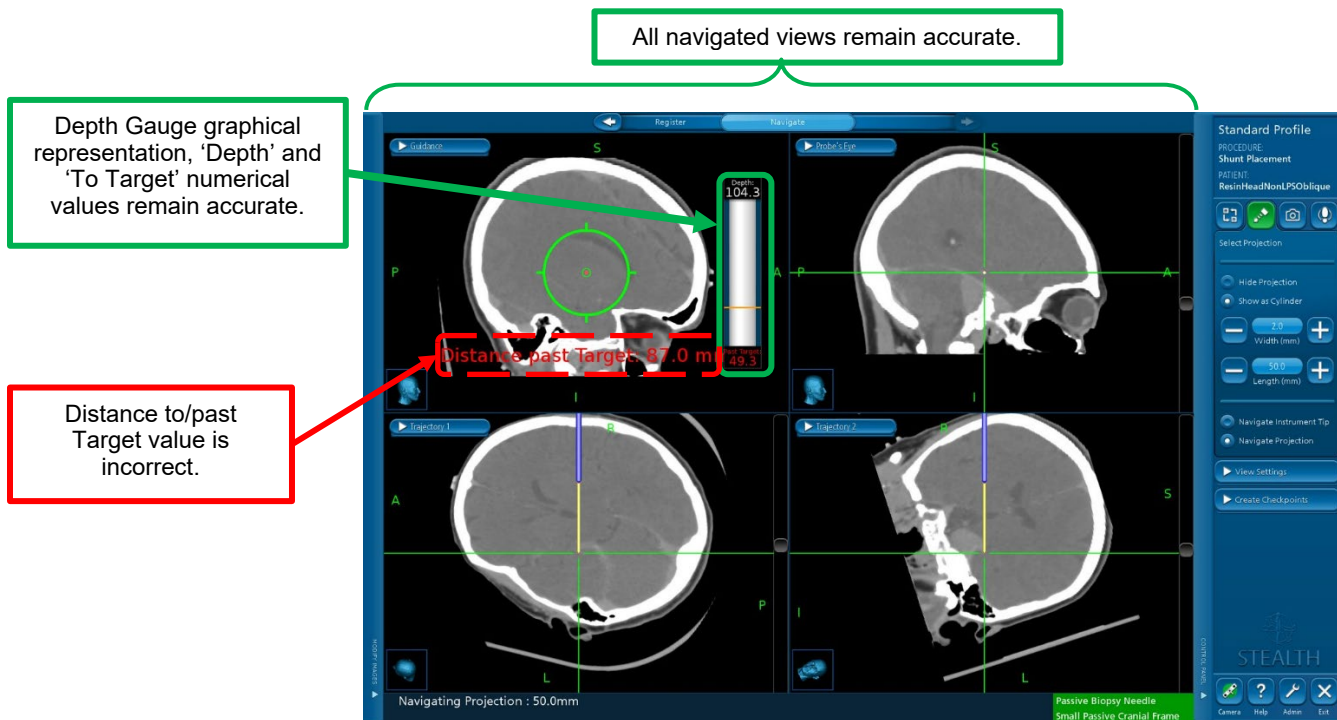 All navigated views remain accurate.
Depth Gauge graphical
representation, ‘Depth’ and
‘To Target’ numerical
values remain accurate.
Distance to/past
Target value is
incorrect.
Register
Navigate
Guidance
S
P
A
I
Depth:
104.3
Distance past Target: 87.0 m
Past Target:
49.3
Probe's Eye
S
P
A
I
Trajectory 1
B
A
P
L
Trajectory 2
B
S
I
L
MODIFY IMAGES
CONTROL PANEL
Navigating Projection : 50.0mm
Passive Biopsy Needle
Small Passive Cranial Frame
Standard Profile
PROCEDURE:
Shunt Placement
PATIENT:
ResinHeadNonLPSOblique
Select Projection
Hide Projection
Show as Cylinder
2.0
Width (mm)
50.0
Length (mm)
Navigate Instrument Tip
Navigate Projection
View Settings
Create Checkpoints
STEALTH
Camera Help Admin Exit